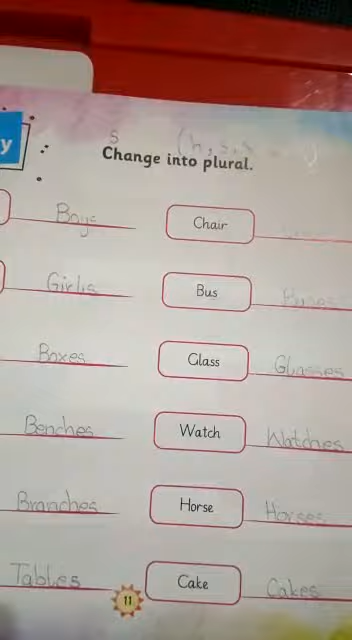 y
s
Change into plural.
Boys Chair
Girls Bus Buses
Boxes Glass Glasses
Benches Watch Watches
Branches Horse Horses
Tables Cake Cakes
11